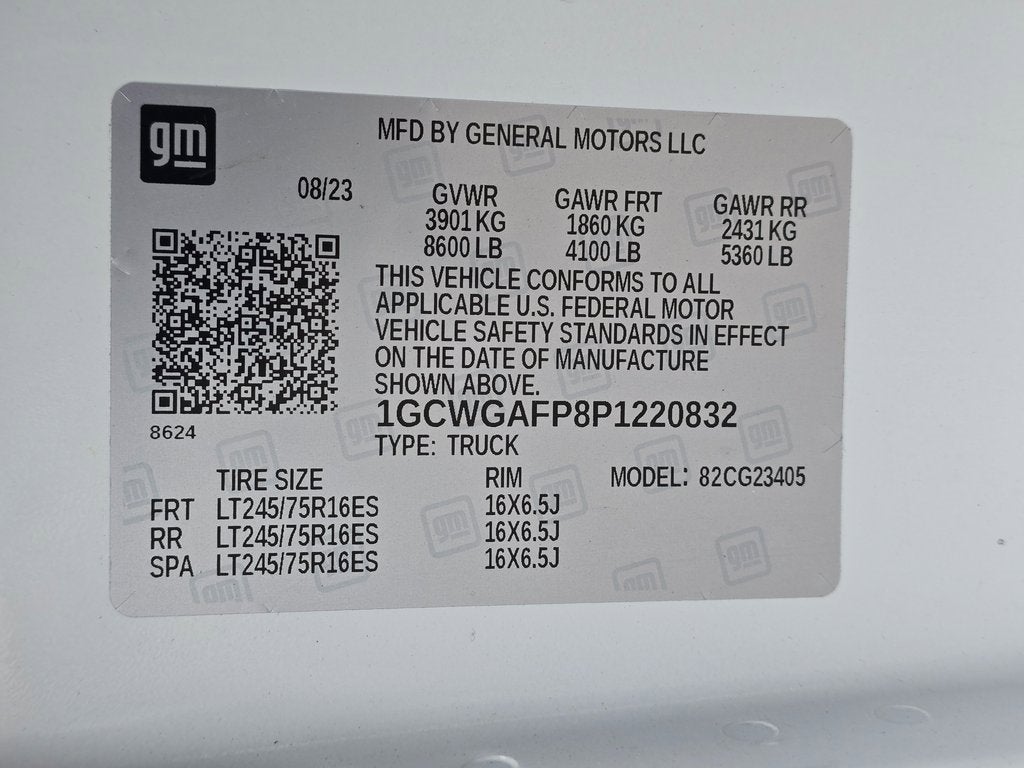 gm
MFD BY GENERAL MOTORS LLC
08/23
GVWR GAWR FRT GAWR RR
3901 KG 1860 KG 2431 KG
8600 LB 4100 LB 5360 LB
THIS VEHICLE CONFORMS TO ALL
APPLICABLE U.S. FEDERAL MOTOR
VEHICLE SAFETY STANDARDS IN EFFECT
ON THE DATE OF MANUFACTURE
SHOWN ABOVE.
1GCWGAFP8P1220832
8624
TYPE: TRUCK
TIRE SIZE RIM MODEL: 82CG23405
FRT LT245/75R16ES 16X6.5J
RR LT245/75R16ES 16X6.5J
SPA LT245/75R16ES 16X6.5J